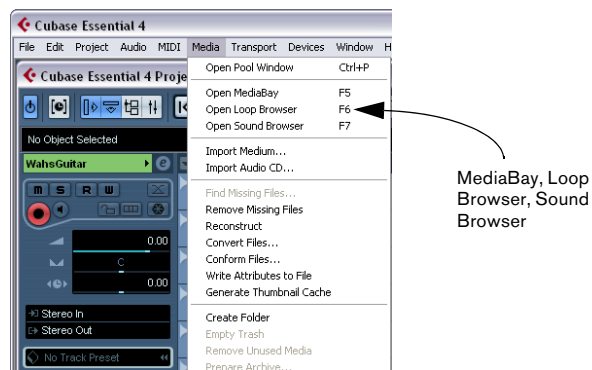 Cubase Essential 4
File Edit Project Audio MIDI Media Transport Devices Window H
Cubase Essential 4 Proje
No Object Selected
WahsGuitar
m S R W
0.00
C
0.00
Stereo In
Stereo Out
No Track Preset
Open Pool Window Ctrl+P
Open MediaBay F5
Open Loop Browser F6
Open Sound Browser F7
Import Medium...
Import Audio CD...
Find Missing Files...
Remove Missing Files
Reconstruct
Convert Files...
Conform Files...
Write Attributes to File
Generate Thumbnail Cache
Create Folder
Empty Trash
Remove Unused Media
Prepare Archive...
MediaBay, Loop
Browser, Sound
Browser